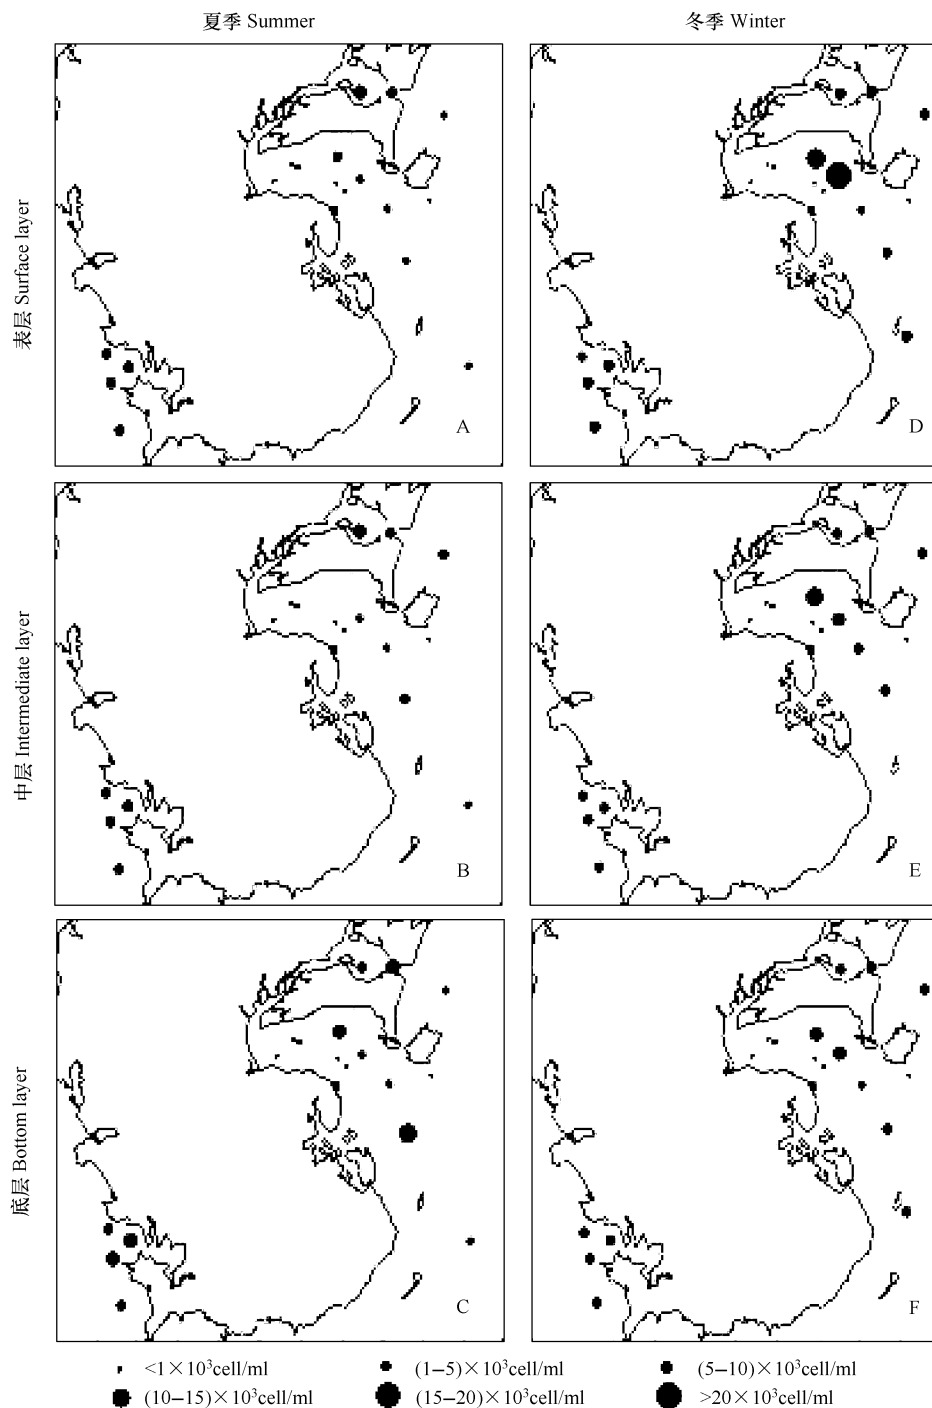 夏季 Summer
冬季 Winter
表层 Surface layer
A
D
中层 Intermediate layer
B
E
底层 Bottom layer
C
F
<1×10³cell/ml
(1–5)×10³cell/ml
(5–10)×10³cell/ml
(10–15)×10³cell/ml
(15–20)×10³cell/ml
>20×10³cell/ml